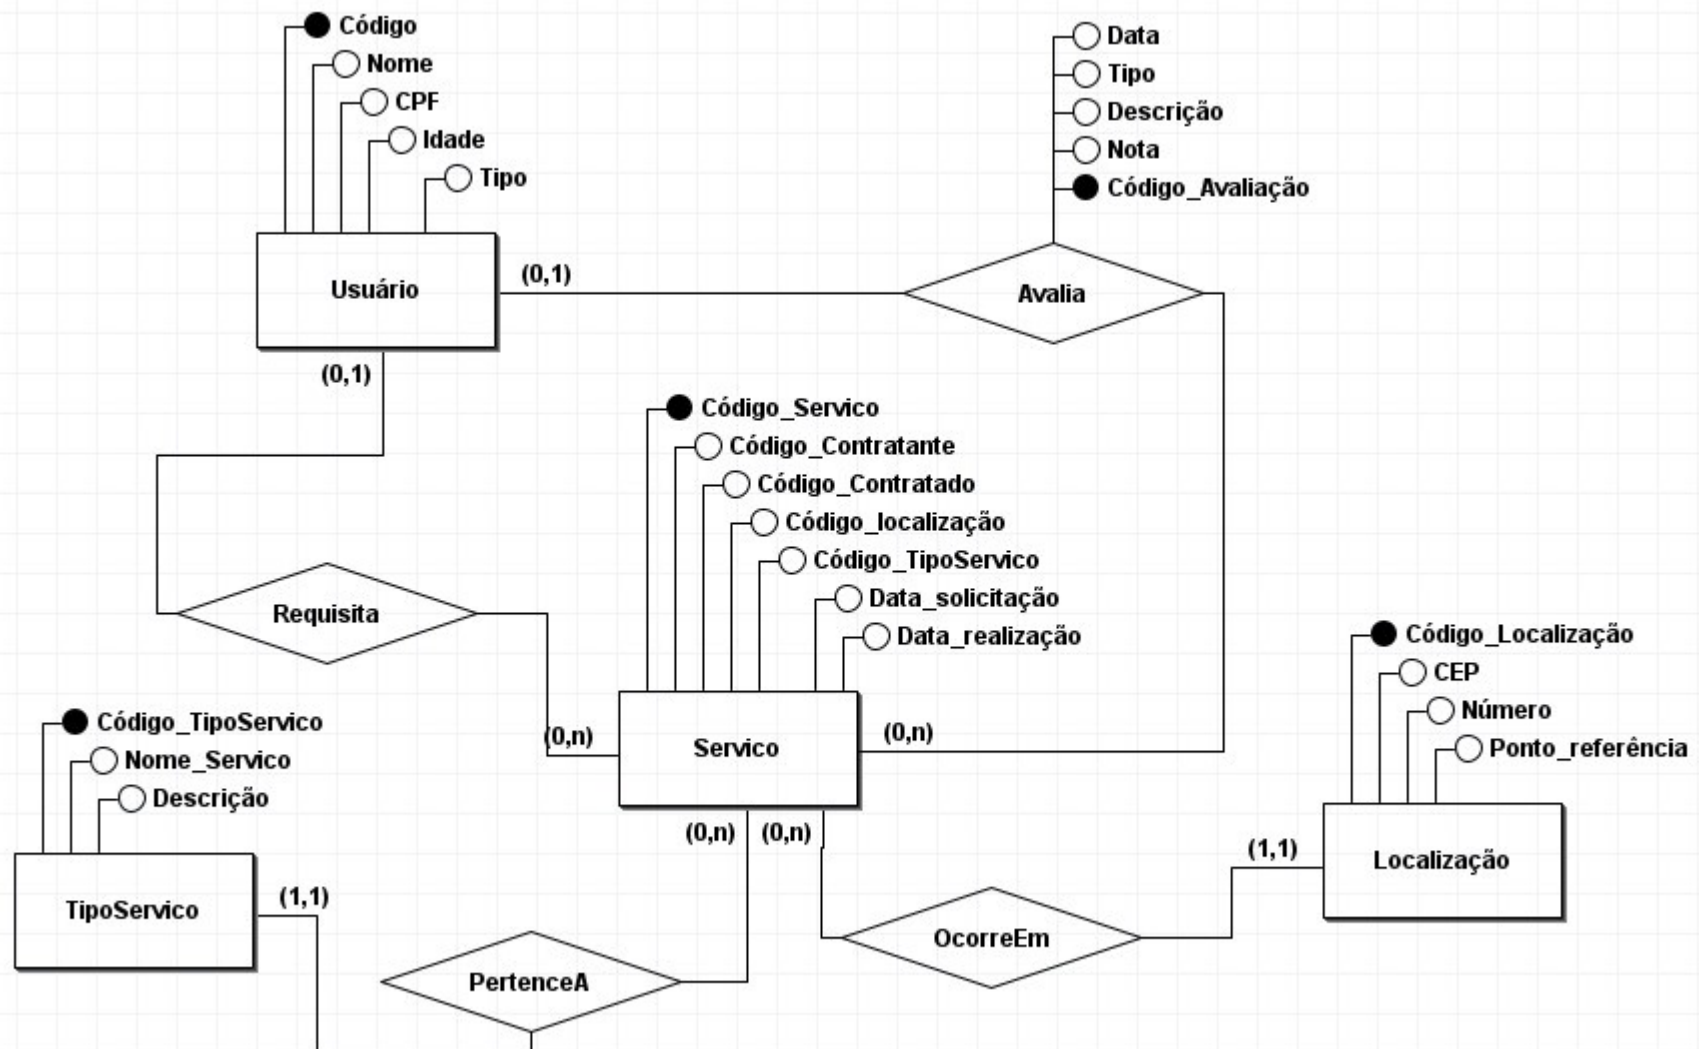 Código
Nome
CPF
Idade
Tipo
Usuário
(0,1)
(0,1)
Data
Tipo
Descrição
Nota
Código_Avaliação
Avalia
Código_Servico
Código_Contratante
Código_Contratado
Código_localização
Código_TipoServico
Data_solicitação
Data_realização
Requisita
(0,n)
Servico
(0,n)
(0,n)
(0,n)
Código_Localização
CEP
Número
Ponto_referência
Localização
(1,1)
Código_TipoServico
Nome_Servico
Descrição
TipoServico
(1,1)
PertenceA
OcorreEm